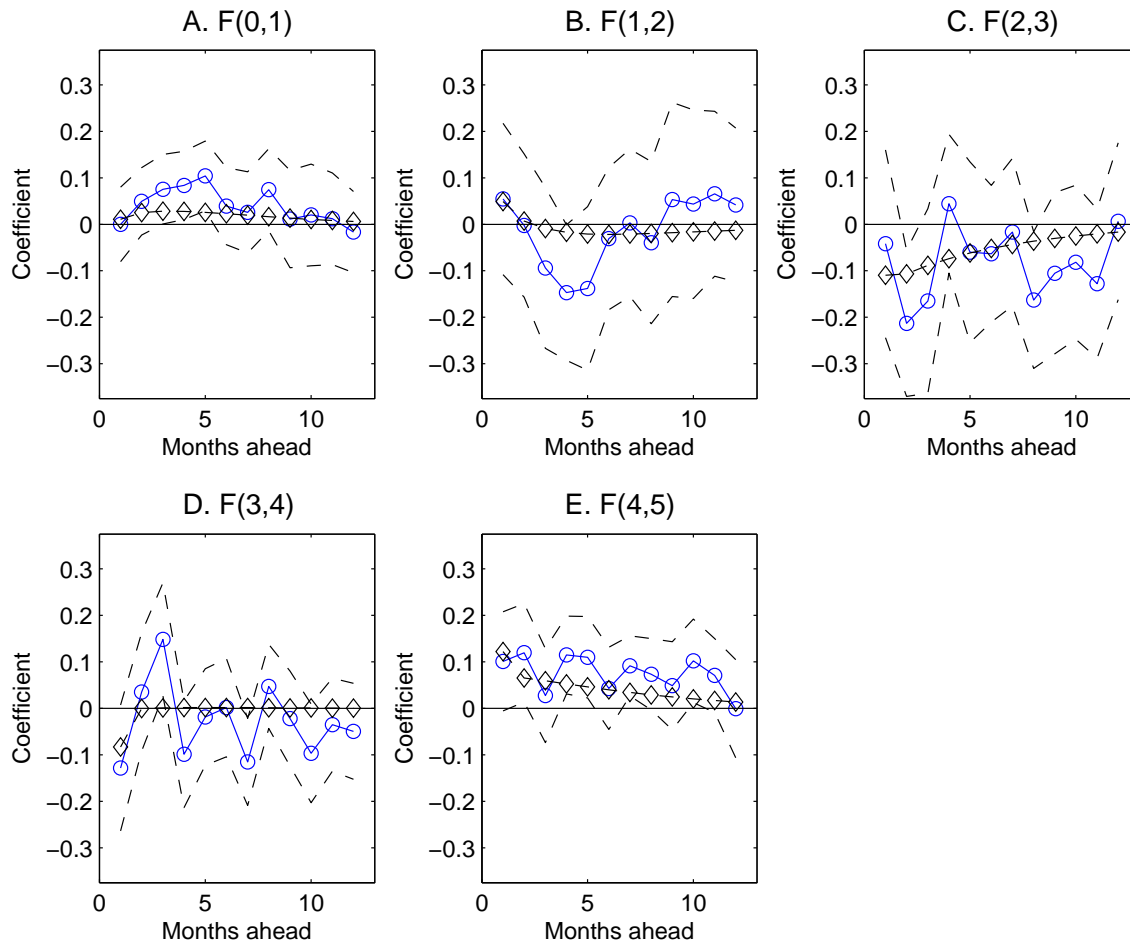 A. F(0,1)
0.3
0.2
0.1
0
−0.1
−0.2
−0.3
Coefficient
0 5 10
Months ahead
B. F(1,2)
0.3
0.2
0.1
0
−0.1
−0.2
−0.3
Coefficient
0 5 10
Months ahead
C. F(2,3)
0.3
0.2
0.1
0
−0.1
−0.2
−0.3
Coefficient
0 5 10
Months ahead
D. F(3,4)
0.3
0.2
0.1
0
−0.1
−0.2
−0.3
Coefficient
0 5 10
Months ahead
E. F(4,5)
0.3
0.2
0.1
0
−0.1
−0.2
−0.3
Coefficient
0 5 10
Months ahead